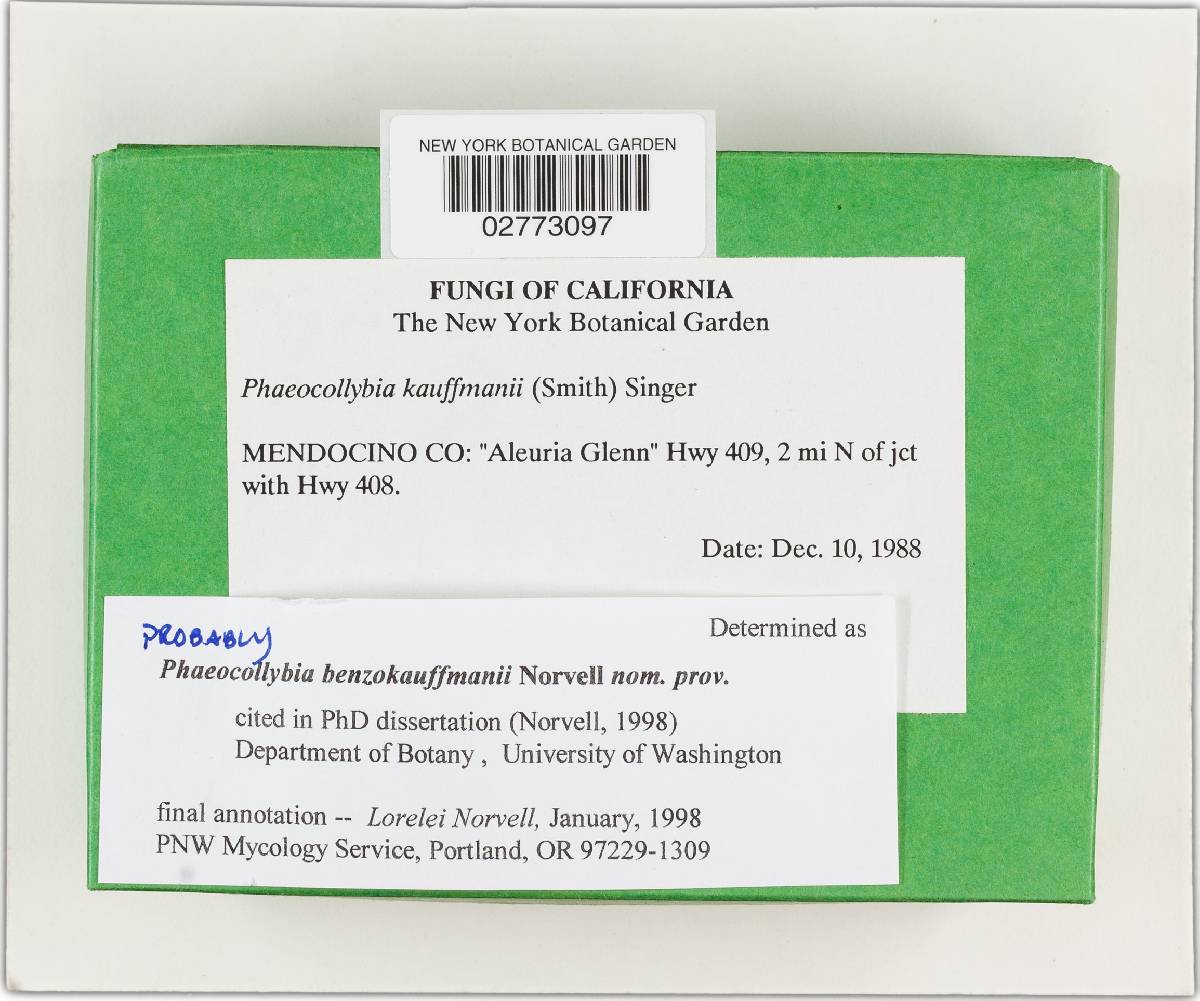 NEW YORK BOTANICAL GARDEN
02773097
FUNGI OF CALIFORNIA
The New York Botanical Garden
Phaeocollybia kauffmanii (Smith) Singer
MENDOCINO CO: "Aleuria Glenn" Hwy 409, 2 mi N of jct
with Hwy 408.
Date: Dec. 10, 1988
PROBABLY
Determined as
Phaeocollybia benzokauffmanii Norvell nom. prov.
cited in PhD dissertation (Norvell, 1998)
Department of Botany , University of Washington
final annotation -- Lorelei Norvell, January, 1998
PNW Mycology Service, Portland, OR 97229-1309